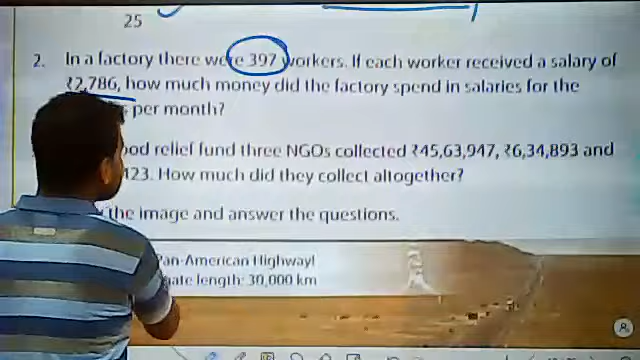 25
2. In a factory there were 397 workers. If each worker received a salary of
₹2,786, how much money did the factory spend in salaries for the
per month?
relief fund three NGOs collected ₹45,63,947, ₹6,34,893 and
123. How much did they collect altogether?
the image and answer the questions.
Pan-American Highway!
length: 30,000 km